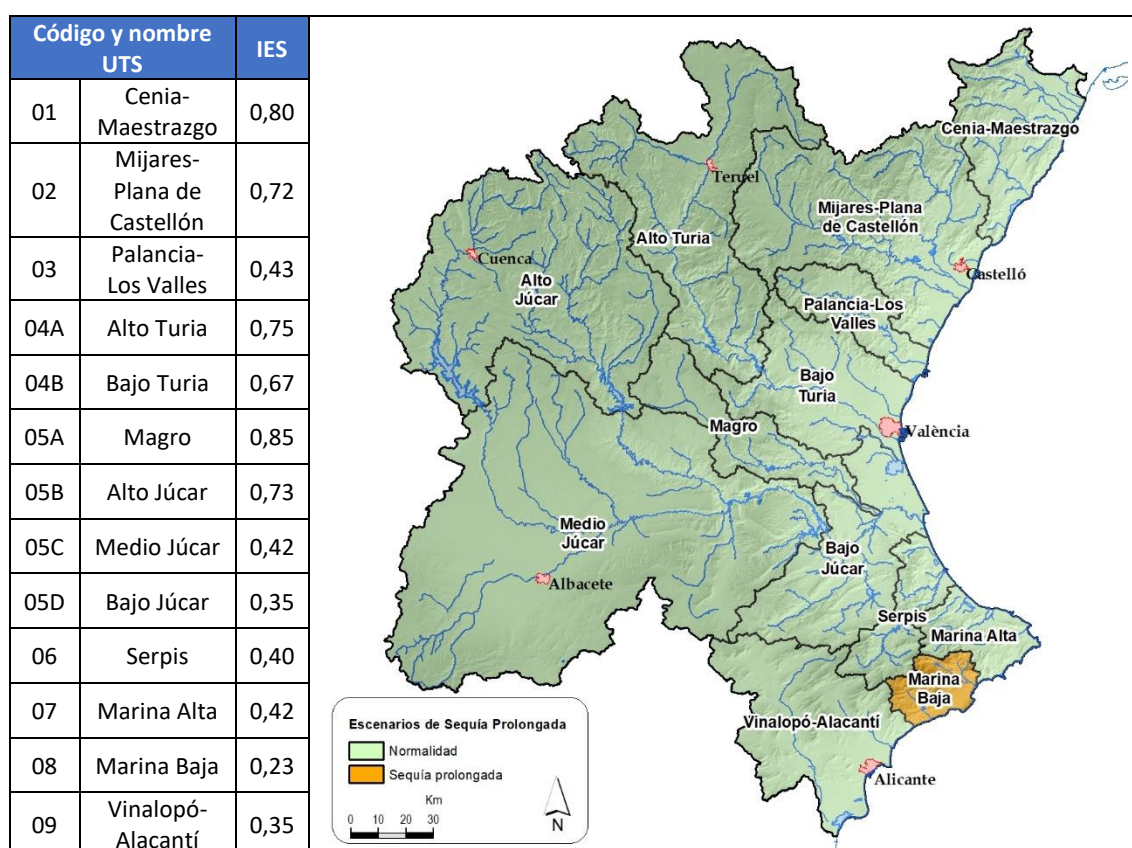 Código y nombre
UTS
IES
01
Cenia-
Maestrazgo
0,80
02
Mijares-
Plana de
Castellón
0,72
03
Palancia-
Los Valles
0,43
04A
Alto Turia
0,75
04B
Bajo Turia
0,67
05A
Magro
0,85
05B
Alto Júcar
0,73
05C
Medio Júcar
0,42
05D
Bajo Júcar
0,35
06
Serpis
0,40
07
Marina Alta
0,42
08
Marina Baja
0,23
09
Vinalopó-
Alacantí
0,35
Cenia-Maestrazgo
Teruel
Mijares-Plana
de Castellón
Alto Turia
Cuenca
Castelló
Alto
Júcar
Palancia-Los
Valles
Bajo
Turia
Magro
València
Medio
Júcar
Bajo
Júcar
Albacete
Serpis
Marina Alta
Marina
Baja
Vinalopó-Alacantí
Alicante
Escenarios de Sequía Prolongada
Normalidad
Sequía prolongada
Km
0 10 20 30
N